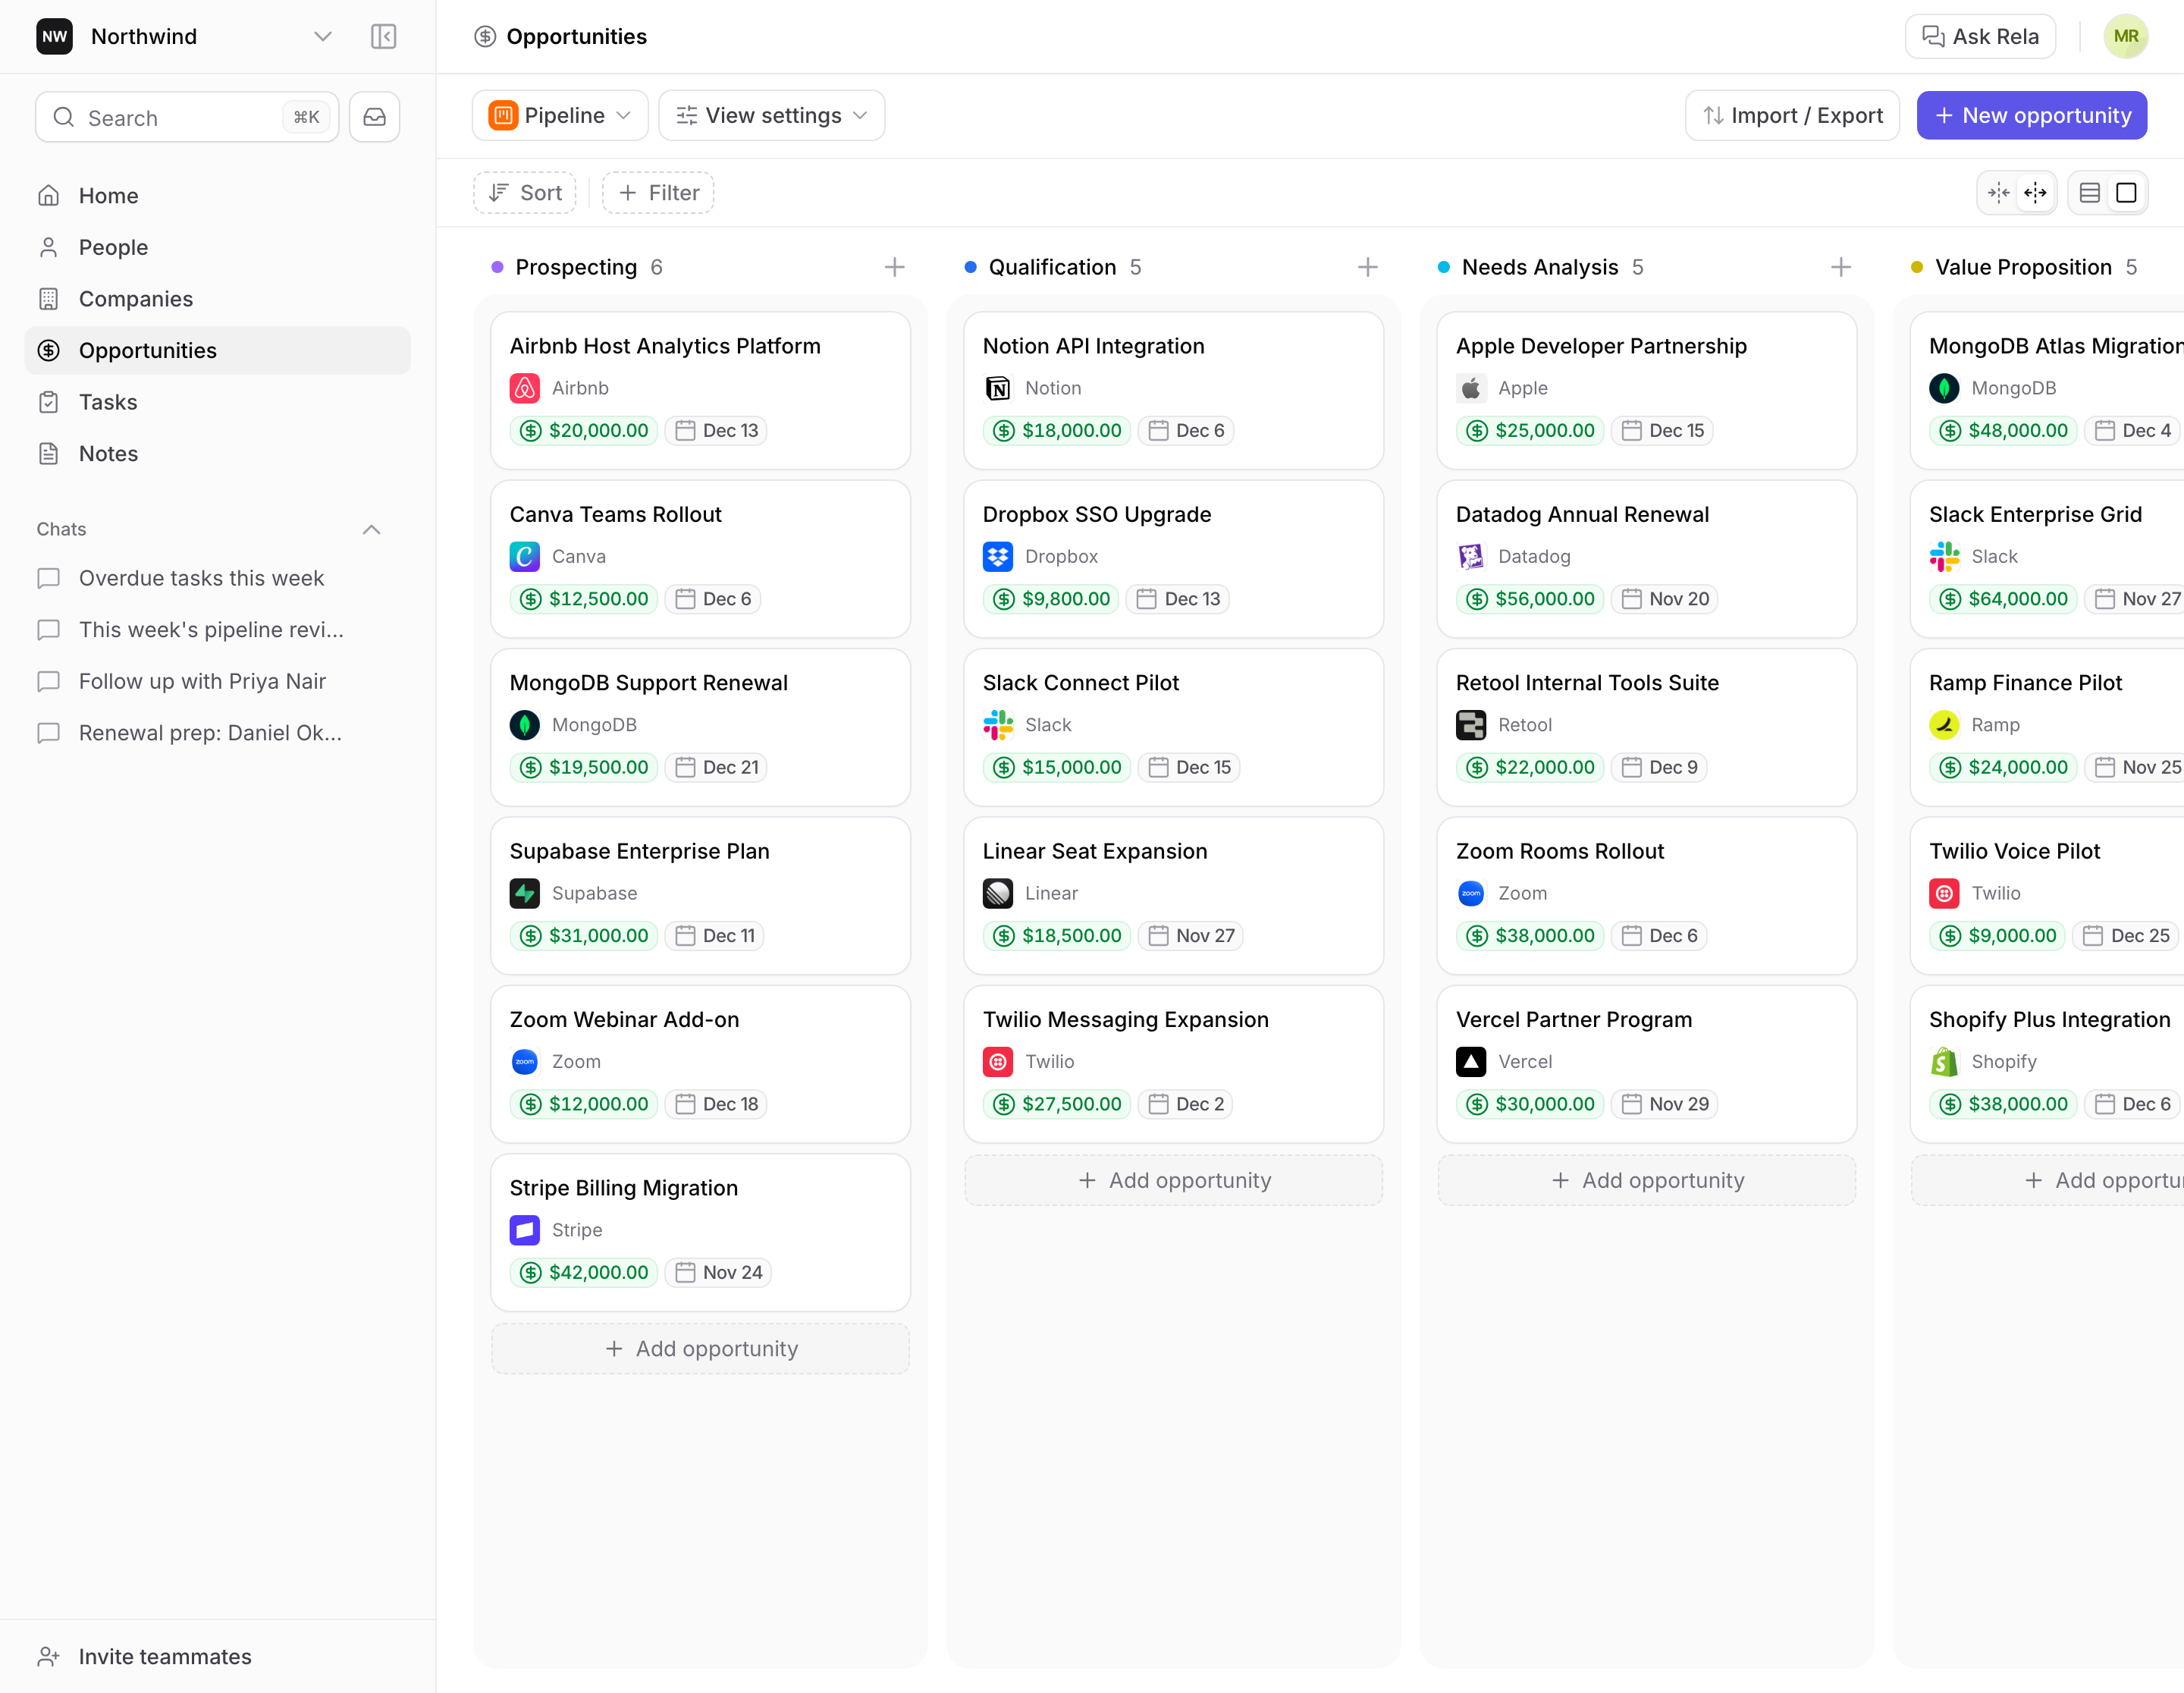 NW Northwind
Search ⌘K
Home
People
Companies
Opportunities
Tasks
Notes
Chats
Overdue tasks this week
This week's pipeline revi...
Follow up with Priya Nair
Renewal prep: Daniel Ok...
Invite teammates
Opportunities
Ask Rela
MR
Pipeline
View settings
Import / Export
New opportunity
Sort
Filter
Prospecting 6
Airbnb Host Analytics Platform
Airbnb
$20,000.00 Dec 13
Canva Teams Rollout
Canva
$12,500.00 Dec 6
MongoDB Support Renewal
MongoDB
$19,500.00 Dec 21
Supabase Enterprise Plan
Supabase
$31,000.00 Dec 11
Zoom Webinar Add-on
zoom Zoom
$12,000.00 Dec 18
Stripe Billing Migration
Stripe
$42,000.00 Nov 24
Add opportunity
Qualification 5
Notion API Integration
Notion
$18,000.00 Dec 6
Dropbox SSO Upgrade
Dropbox
$9,800.00 Dec 13
Slack Connect Pilot
Slack
$15,000.00 Dec 15
Linear Seat Expansion
Linear
$18,500.00 Nov 27
Twilio Messaging Expansion
Twilio
$27,500.00 Dec 2
Add opportunity
Needs Analysis 5
Apple Developer Partnership
Apple
$25,000.00 Dec 15
Datadog Annual Renewal
Datadog
$56,000.00 Nov 20
Retool Internal Tools Suite
Retool
$22,000.00 Dec 9
Zoom Rooms Rollout
zoom Zoom
$38,000.00 Dec 6
Vercel Partner Program
Vercel
$30,000.00 Nov 29
Add opportunity
Value Proposition 5
MongoDB Atlas Migration
MongoDB
$48,000.00 Dec 4
Slack Enterprise Grid
Slack
$64,000.00 Nov 27
Ramp Finance Pilot
Ramp
$24,000.00 Nov 25
Twilio Voice Pilot
Twilio
$9,000.00 Dec 25
Shopify Plus Integration
Shopify
$38,000.00 Dec 6
Add opportu